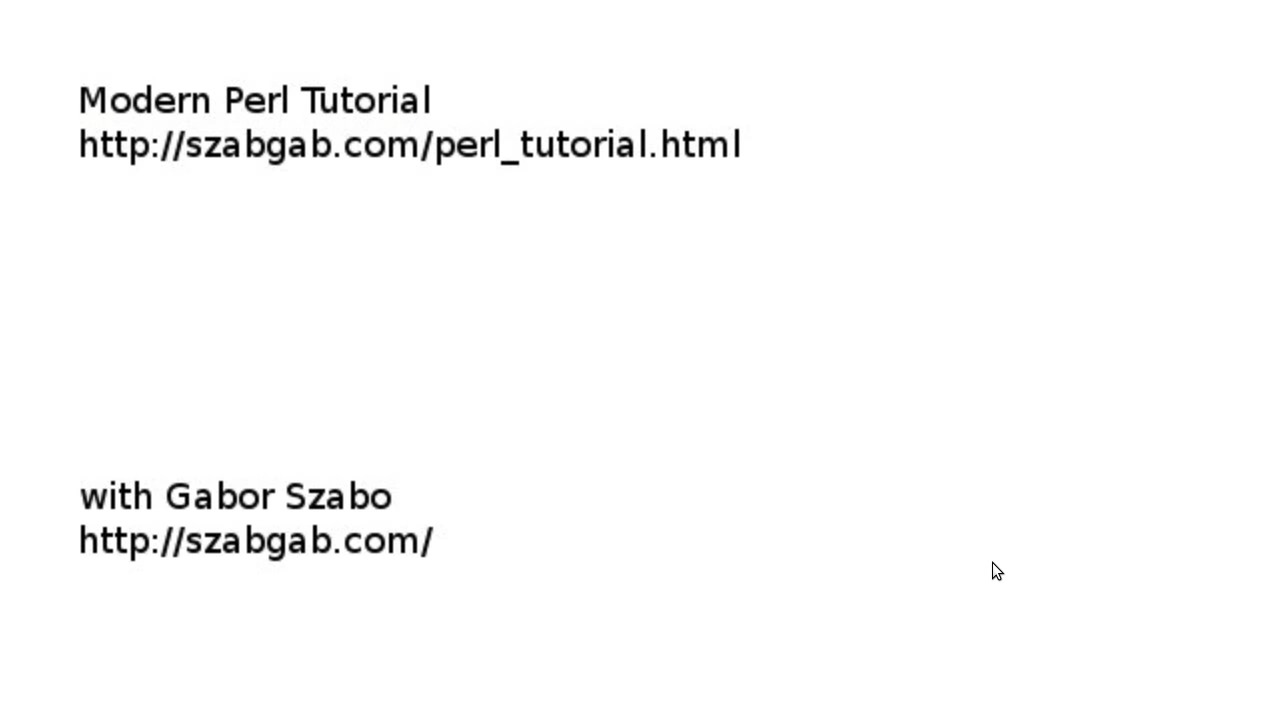 Modern Perl Tutorial
http://szabgab.com/perl_tutorial.html
with Gabor Szabo
http://szabgab.com/